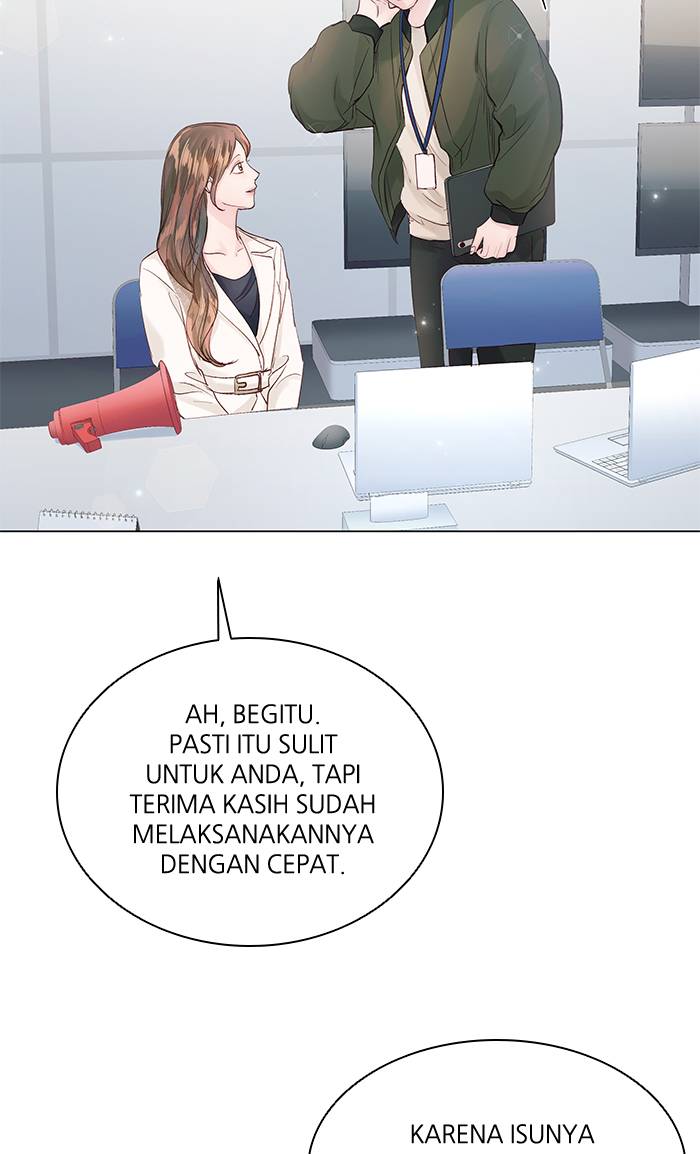 AH, BEGITU.
PASTI ITU SULIT
UNTUK ANDA, TAPI
TERIMA KASIH SUDAH
MELAKSANAKANNYA
DENGAN CEPAT.
KARENA ISUNYA